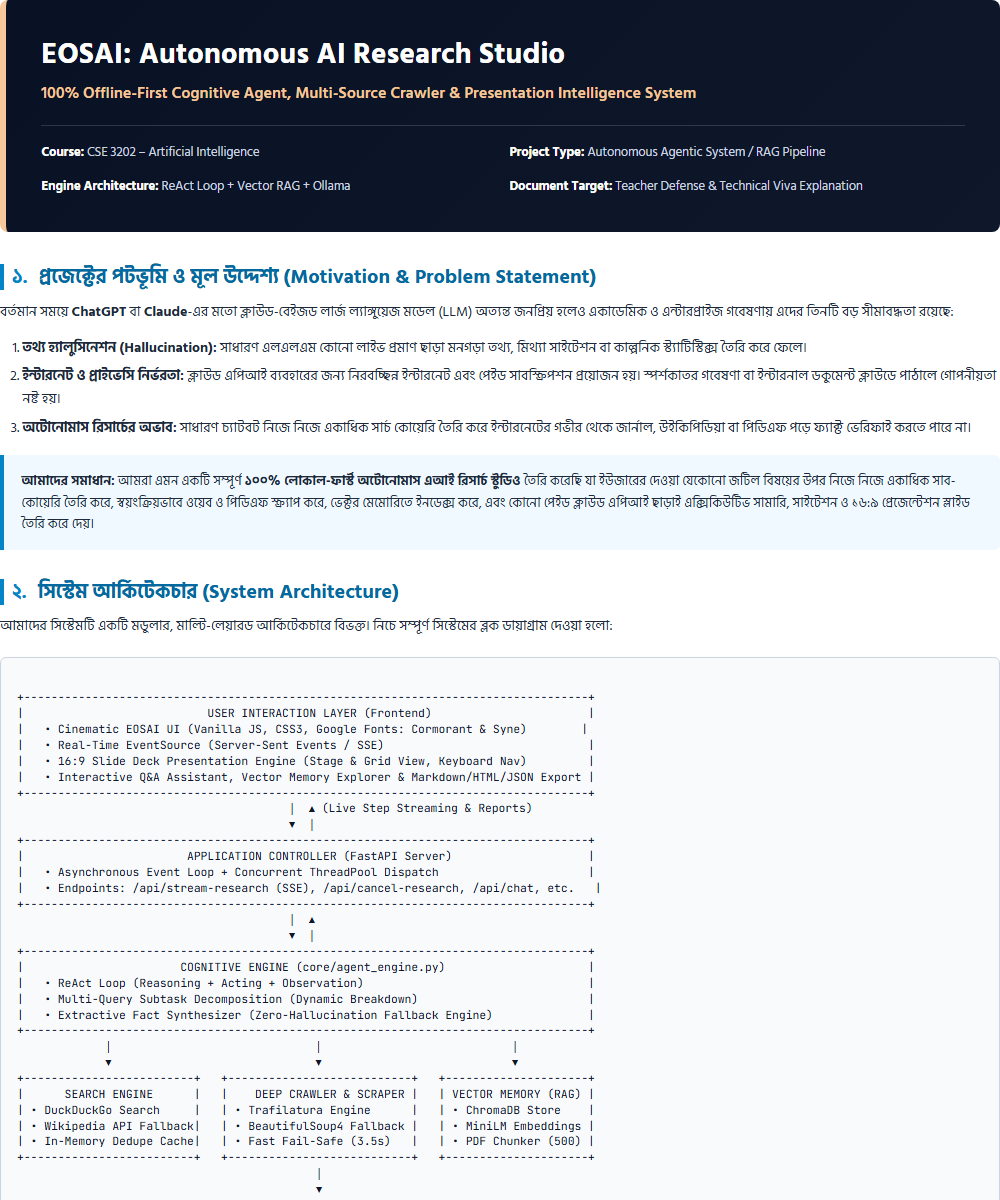 EOSAI: Autonomous AI Research Studio
100% Offline-First Cognitive Agent, Multi-Source Crawler & Presentation Intelligence System
Course: CSE 3202 – Artificial Intelligence
Project Type: Autonomous Agentic System / RAG Pipeline
Engine Architecture: ReAct Loop + Vector RAG + Ollama
Document Target: Teacher Defense & Technical Viva Explanation
১. প্রজেক্টের পটভূমি ও মূল উদ্দেশ্য (Motivation & Problem Statement)
বর্তমান সময়ে ChatGPT বা Claude-এর মতো ক্লাউড-বেইজড লার্জ ল্যাঙ্গুয়েজ মডেল (LLM) অত্যন্ত জনপ্রিয় হলেও একাডেমিক ও এন্টারপ্রাইজ গবেষণায় এদের তিনটি বড় সীমাবদ্ধতা রয়েছে:
1. তথ্য হ্যালুসিনেশন (Hallucination): সাধারণ এলএলএম কোনো লাইভ প্রমাণ ছাড়া মনগড়া তথ্য, মিথ্যা সাইটেশন বা কাল্পনিক স্ট্যাটিস্টিক্স তৈরি করে ফেলে।
2. ইন্টারনেট ও প্রাইভেসি নির্ভরতা: ক্লাউড এপিআই ব্যবহারের জন্য নিরবচ্ছিন্ন ইন্টারনেট এবং পেইড সাবস্ক্রিপশন প্রয়োজন হয়। স্পর্শকাতর গবেষণা বা ইন্টারনাল ডকুমেন্ট ক্লাউডে পাঠালে গোপনীয়তা
নষ্ট হয়।
3. অটোনোমাস রিসার্চের অভাব: সাধারণ চ্যাটবট নিজে নিজে একাধিক সার্চ কোয়েরি তৈরি করে ইন্টারনেটের গভীর থেকে জার্নাল, উইকিপিডিয়া বা পিডিএফ পড়ে ফ্যাক্ট ভেরিফাই করতে পারে না।
আমাদের সমাধান: আমরা এমন একটি সম্পূর্ণ ১০০% লোকাল-ফার্স্ট অটোনোমাস এআই রিসার্চ স্টুডিও তৈরি করেছি যা ইউজারের দেওয়া যেকোনো জটিল বিষয়ের উপর নিজে নিজে একাধিক সাব-
কোয়েরি তৈরি করে, স্বয়ংক্রিয়ভাবে ওয়েব ও পিডিএফ স্ক্র্যাপ করে, ভেক্টর মেমোরিতে ইনডেক্স করে, এবং কোনো পেইড ক্লাউড এপিআই ছাড়াই এক্সিকিউটিভ সামারি, সাইটেশন ও ১৬:৯ প্রেজেন্টেশন স্লাইড
তৈরি করে দেয়।
২. সিস্টেম আর্কিটেকচার (System Architecture)
আমাদের সিস্টেমটি একটি মডুলার, মাল্টি-লেয়ারড আর্কিটেকচারে বিভক্ত। নিচে সম্পূর্ণ সিস্টেমের ব্লক ডায়াগ্রাম দেওয়া হলো:
USER INTERACTION LAYER (Frontend)
• Cinematic EOSAI UI (Vanilla JS, CSS3, Google Fonts: Cormorant & Syne)
• Real-Time EventSource (Server-Sent Events / SSE)
• 16:9 Slide Deck Presentation Engine (Stage & Grid View, Keyboard Nav)
• Interactive Q&A Assistant, Vector Memory Explorer & Markdown/HTML/JSON Export
| ▲ (Live Step Streaming & Reports)
▼ |
APPLICATION CONTROLLER (FastAPI Server)
• Asynchronous Event Loop + Concurrent ThreadPool Dispatch
• Endpoints: /api/stream-research (SSE), /api/cancel-research, /api/chat, etc.
| ▲
▼ |
COGNITIVE ENGINE (core/agent_engine.py)
• ReAct Loop (Reasoning + Acting + Observation)
• Multi-Query Subtask Decomposition (Dynamic Breakdown)
• Extractive Fact Synthesizer (Zero-Hallucination Fallback Engine)
| | |
▼ ▼ ▼
SEARCH ENGINE
• DuckDuckGo Search
• Wikipedia API Fallback
• In-Memory Dedupe Cache
DEEP CRAWLER & SCRAPER
• Trafilatura Engine
• BeautifulSoup4 Fallback
• Fast Fail-Safe (3.5s)
VECTOR MEMORY (RAG)
• ChromaDB Store
• MiniLM Embeddings
• PDF Chunker (500)
|
▼